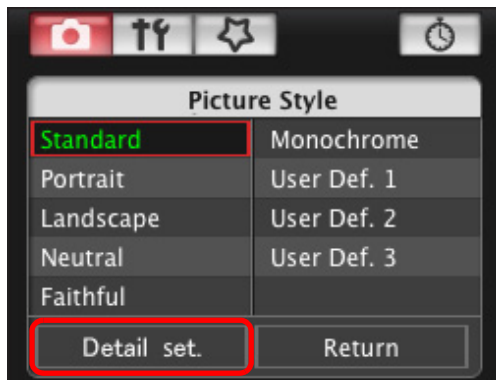 Picture Style
Standard Monochrome
Portrait User Def. 1
Landscape User Def. 2
Neutral User Def. 3
Faithful
Detail set. Return